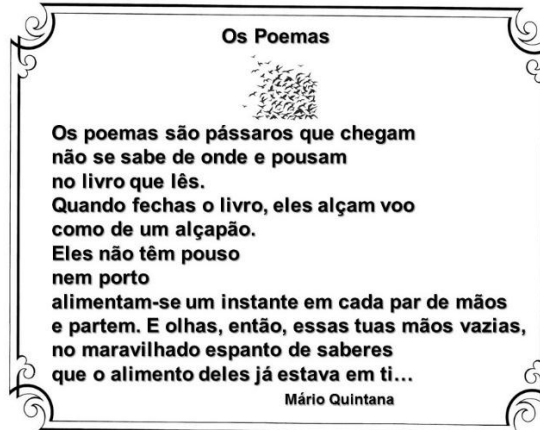 Os Poemas
Os poemas são pássaros que chegam
não se sabe de onde e pousam
no livro que lês.
Quando fechas o livro, eles alçam voo
como de um alçapão.
Eles não têm pouso
nem porto
alimentam-se um instante em cada par de mãos
e partem. E olhas, então, essas tuas mãos vazias,
no maravilhado espanto de saberes
que o alimento deles já estava em ti...
Mário Quintana